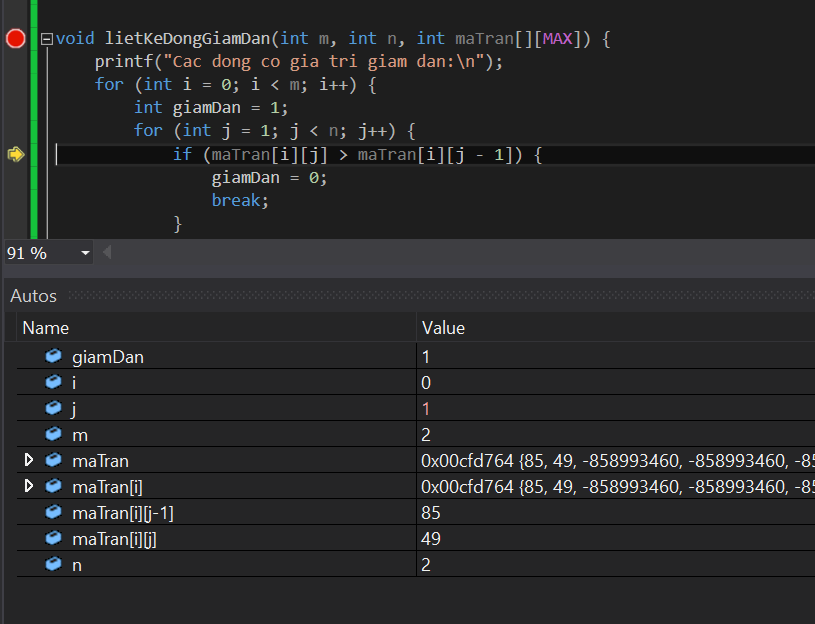 void lietKeDongGiamDan(int m, int n, int maTran[][MAX]) {
printf("Cac dong co gia tri giam dan:\n");
for (int i = 0; i < m; i++) {
int giamDan = 1;
for (int j = 1; j < n; j++) {
if (maTran[i][j] > maTran[i][j - 1]) {
giamDan = 0;
break;
}
91 %
Autos
Name Value
giamDan 1
i 0
j 1
m 2
maTran 0x00cfd764 {85, 49, -858993460, -858993460, -85
maTran[i] 0x00cfd764 {85, 49, -858993460, -858993460, -85
maTran[i][j-1] 85
maTran[i][j] 49
n 2